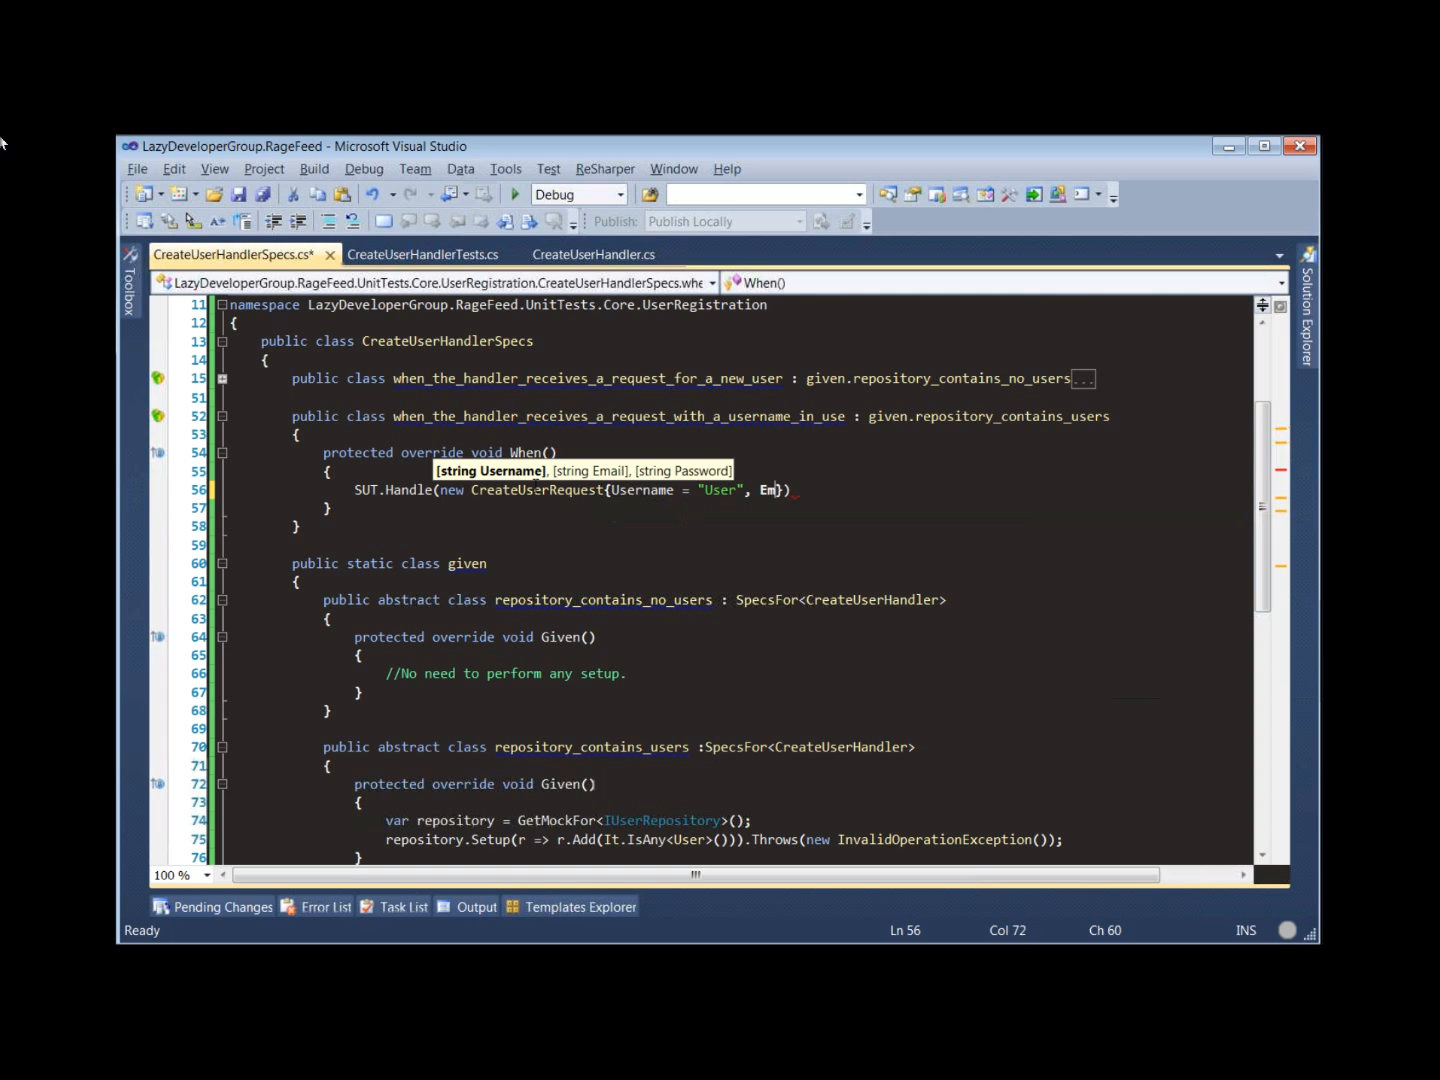 LazyDeveloperGroup.RageFeed - Microsoft Visual Studio
File Edit View Project Build Debug Team Data Tools Test ReSharper Window Help
Debug
Publish: Publish Locally
CreateUserHandlerSpecs.cs* CreateUserHandlerTests.cs CreateUserHandler.cs
Toolbox
Solution Explorer
LazyDeveloperGroup.RageFeed.UnitTests.Core.UserRegistration.CreateUserHandlerSpecs.whe When()
11 namespace LazyDeveloperGroup.RageFeed.UnitTests.Core.UserRegistration
12 {
13 public class CreateUserHandlerSpecs
14 {
15 public class when_the_handler_receives_a_request_for_a_new_user : given.repository_contains_no_users...
51
52 public class when_the_handler_receives_a_request_with_a_username_in_use : given.repository_contains_users
53 {
54 protected override void When()
55 { [string Username], [string Email], [string Password]
56 SUT.Handle(new CreateUserRequest{Username = "User", Em})
57 }
58 }
59
60 public static class given
61 {
62 public abstract class repository_contains_no_users : SpecsFor<CreateUserHandler>
63 {
64 protected override void Given()
65 {
66 //No need to perform any setup.
67 }
68 }
69
70 public abstract class repository_contains_users :SpecsFor<CreateUserHandler>
71 {
72 protected override void Given()
73 {
74 var repository = GetMockFor<IUserRepository>();
75 repository.Setup(r => r.Add(It.IsAny<User>())).Throws(new InvalidOperationException());
76 }
100 %
Pending Changes Error List Task List Output Templates Explorer
Ready Ln 56 Col 72 Ch 60 INS